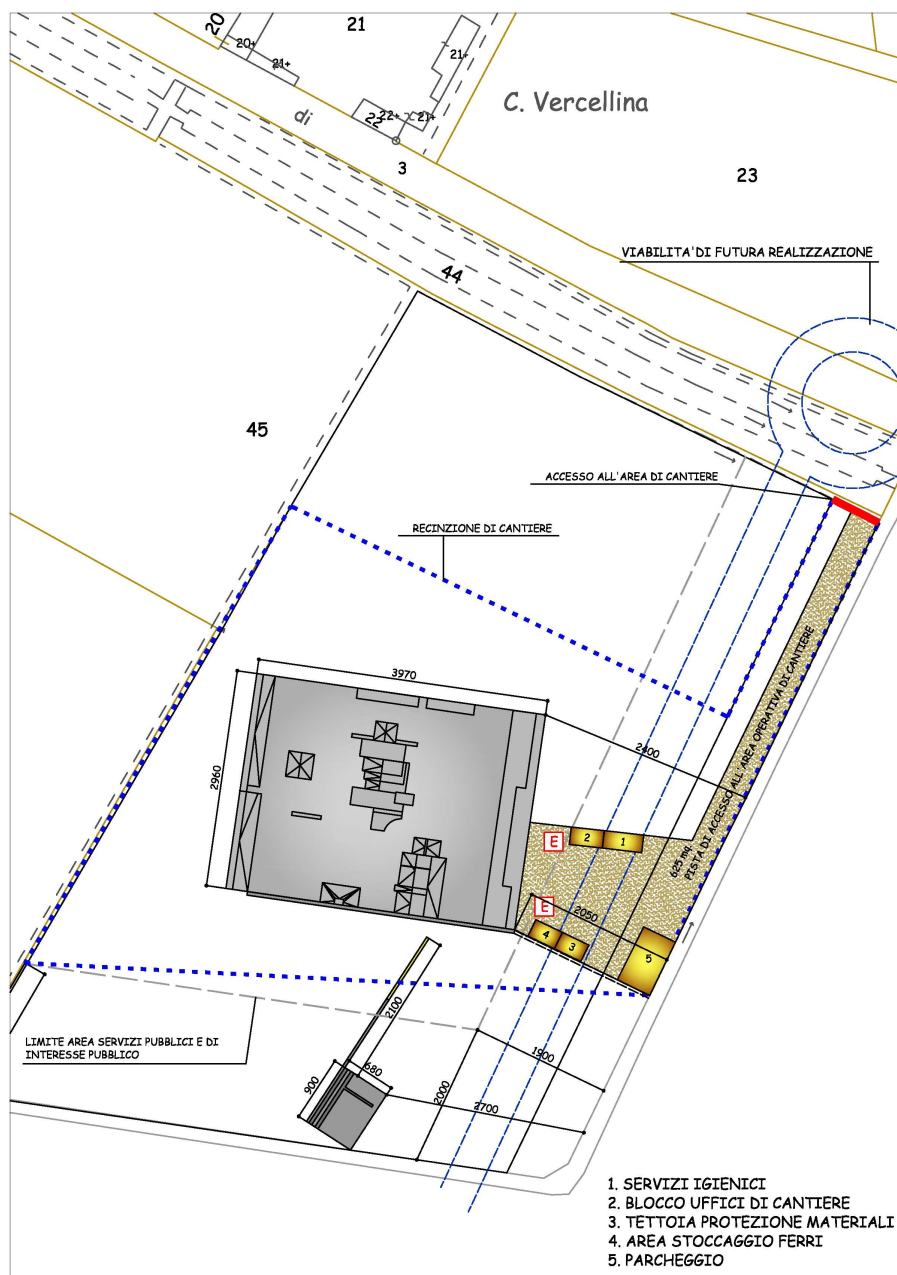 20
21
20+
21+
21+
di
22
22+
21+
3
C. Vercellina
23
VIABILITA' DI FUTURA REALIZZAZIONE
44
45
ACCESSO ALL'AREA DI CANTIERE
RECINZIONE DI CANTIERE
3970
2960
2400
625 mq.
PISTA DI ACCESSO ALL'AREA OPERATIVA DI CANTIERE
E
2
1
E
2050
4
3
5
2100
LIMITE AREA SERVIZI PUBBLICI E DI
INTERESSE PUBBLICO
1900
680
900
2000
2700
1. SERVIZI IGIENICI
2. BLOCCO UFFICI DI CANTIERE
3. TETTOIA PROTEZIONE MATERIALI
4. AREA STOCCAGGIO FERRI
5. PARCHEGGIO